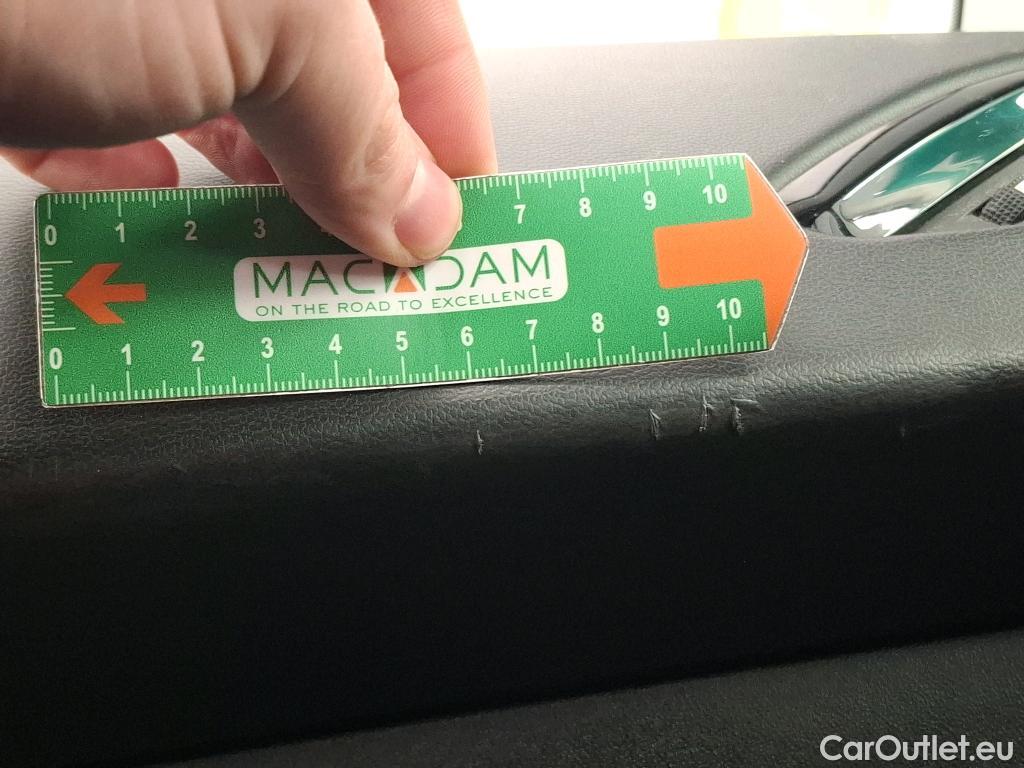 0 1 2 3 7 8 9 10
MACADAM
ON THE ROAD TO EXCELLENCE
0 1 2 3 4 5 6 7 8 9 10
CarOutlet.eu